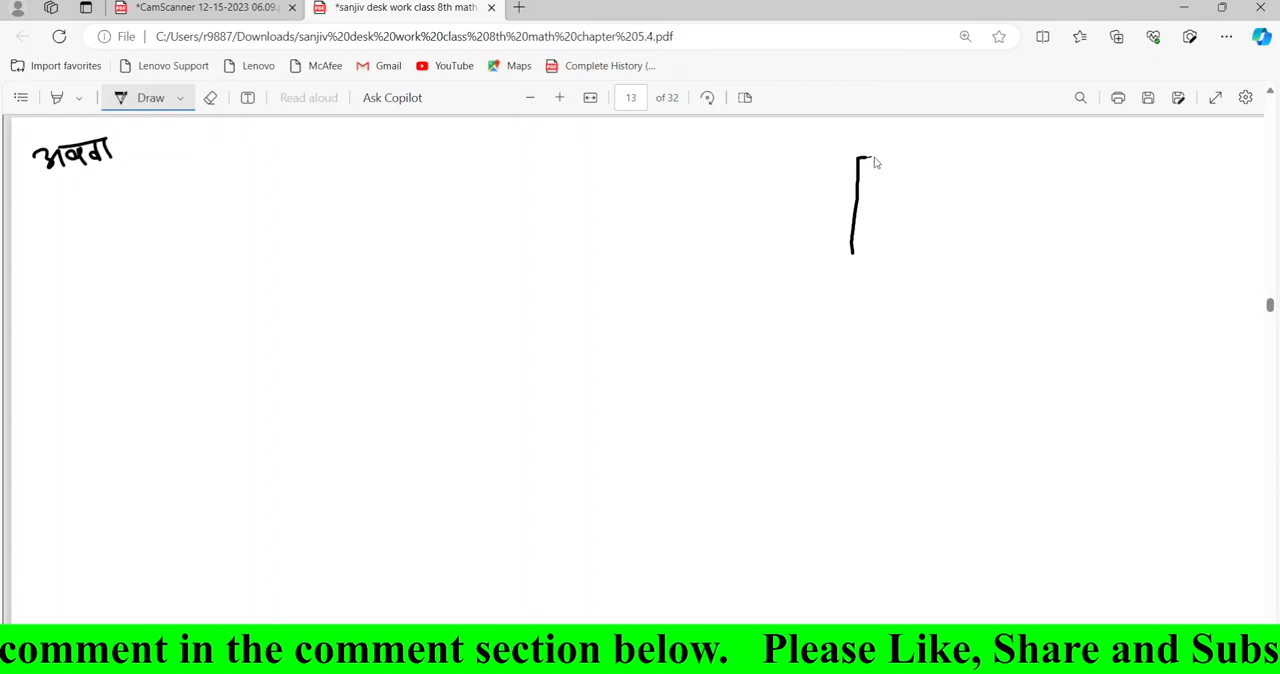 *CamScanner 12-15-2023 06.09.
*sanjiv desk work class 8th math
File
C:/Users/r9887/Downloads/sanjiv%20desk%20work%20class%208th%20math%20chapter%205.4.pdf
Import favorites
Lenovo Support
Lenovo
McAfee
Gmail
YouTube
Maps
Complete History (...
Draw
Read aloud
Ask Copilot
13 of 32
comment in the comment section below. Please Like, Share and Subs